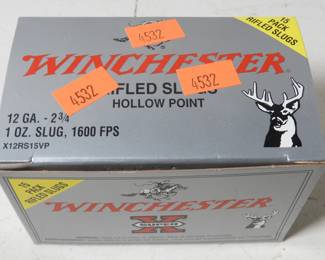 15
PACK
RIFLED SLUGS
4532
WINCHESTER
4532
4532
RIFLED SLUGS
HOLLOW POINT
12 GA. - 2 3/4
1 OZ. SLUG, 1600 FPS
X12RS15VP
15
PACK
RIFLED SLUGS
WINCHESTER
X
SUPER